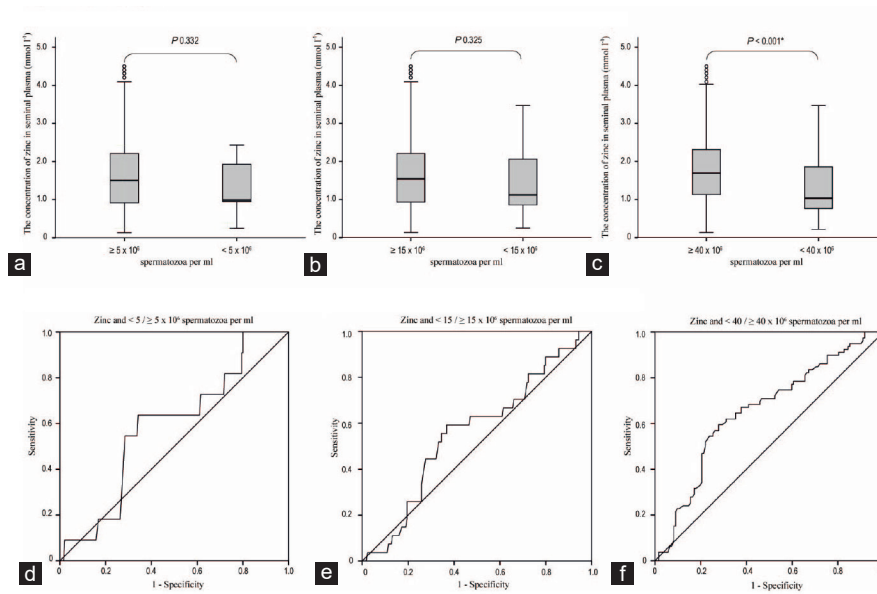 P 0.332
5.0
4.0
3.0
2.0
1.0
0
The concentration of zinc in seminal plasma (mmol l⁻¹)
≥ 5 x 10⁶
< 5 x 10⁶
spermatozoa per ml
a
P 0.325
5.0
4.0
3.0
2.0
1.0
0
The concentration of zinc in seminal plasma (mmol l⁻¹)
≥ 15 x 10⁶
< 15 x 10⁶
spermatozoa per ml
b
P < 0.001*
5.0
4.0
3.0
2.0
1.0
0
The concentration of zinc in seminal plasma (mmol l⁻¹)
≥ 40 x 10⁶
< 40 x 10⁶
spermatozoa per ml
c
Zinc and < 5 / ≥ 5 x 10⁶ spermatozoa per ml
1.0
0.8
0.6
0.4
0.2
0
Sensitivity
0 0.2 0.4 0.6 0.8 1.0
1 - Specificity
d
Zinc and < 15 / ≥ 15 x 10⁶ spermatozoa per ml
1.0
0.8
0.6
0.4
0.2
0
Sensitivity
0 0.2 0.4 0.6 0.8 1.0
1 - Specificity
e
Zinc and < 40 / ≥ 40 x 10⁶ spermatozoa per ml
1.0
0.8
0.6
0.4
0.2
0
Sensitivity
0 0.2 0.4 0.6 0.8 1.0
1 - Specificity
f